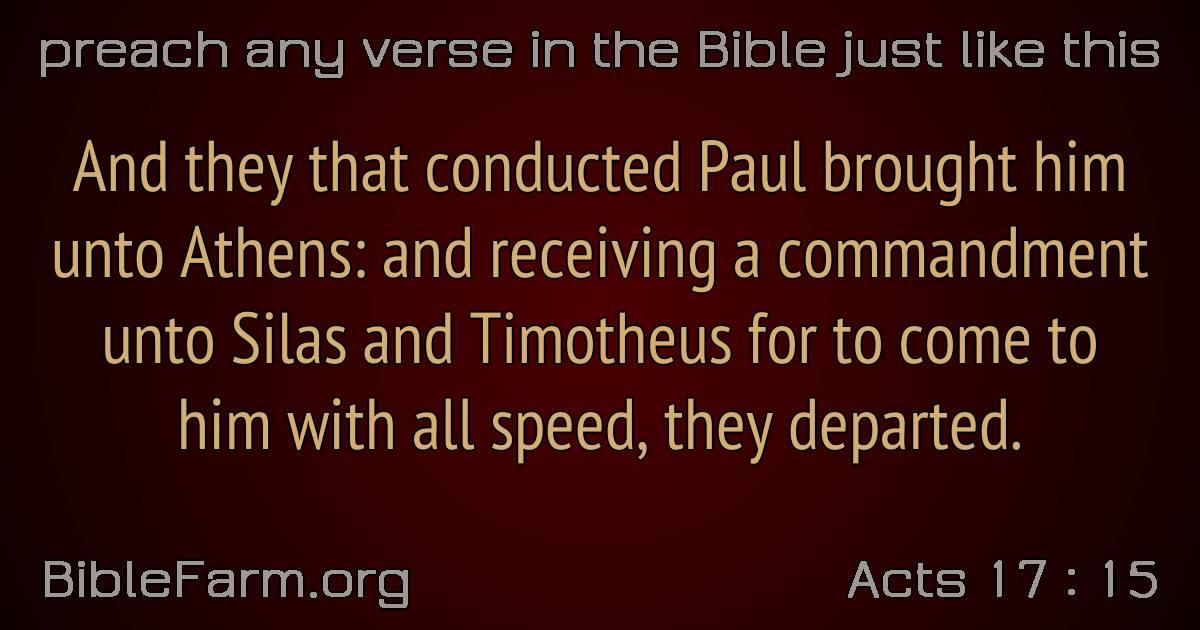 preach any verse in the Bible just like this
And they that conducted Paul brought him
unto Athens: and receiving a commandment
unto Silas and Timotheus for to come to
him with all speed, they departed.
BibleFarm.org
Acts 17 : 15